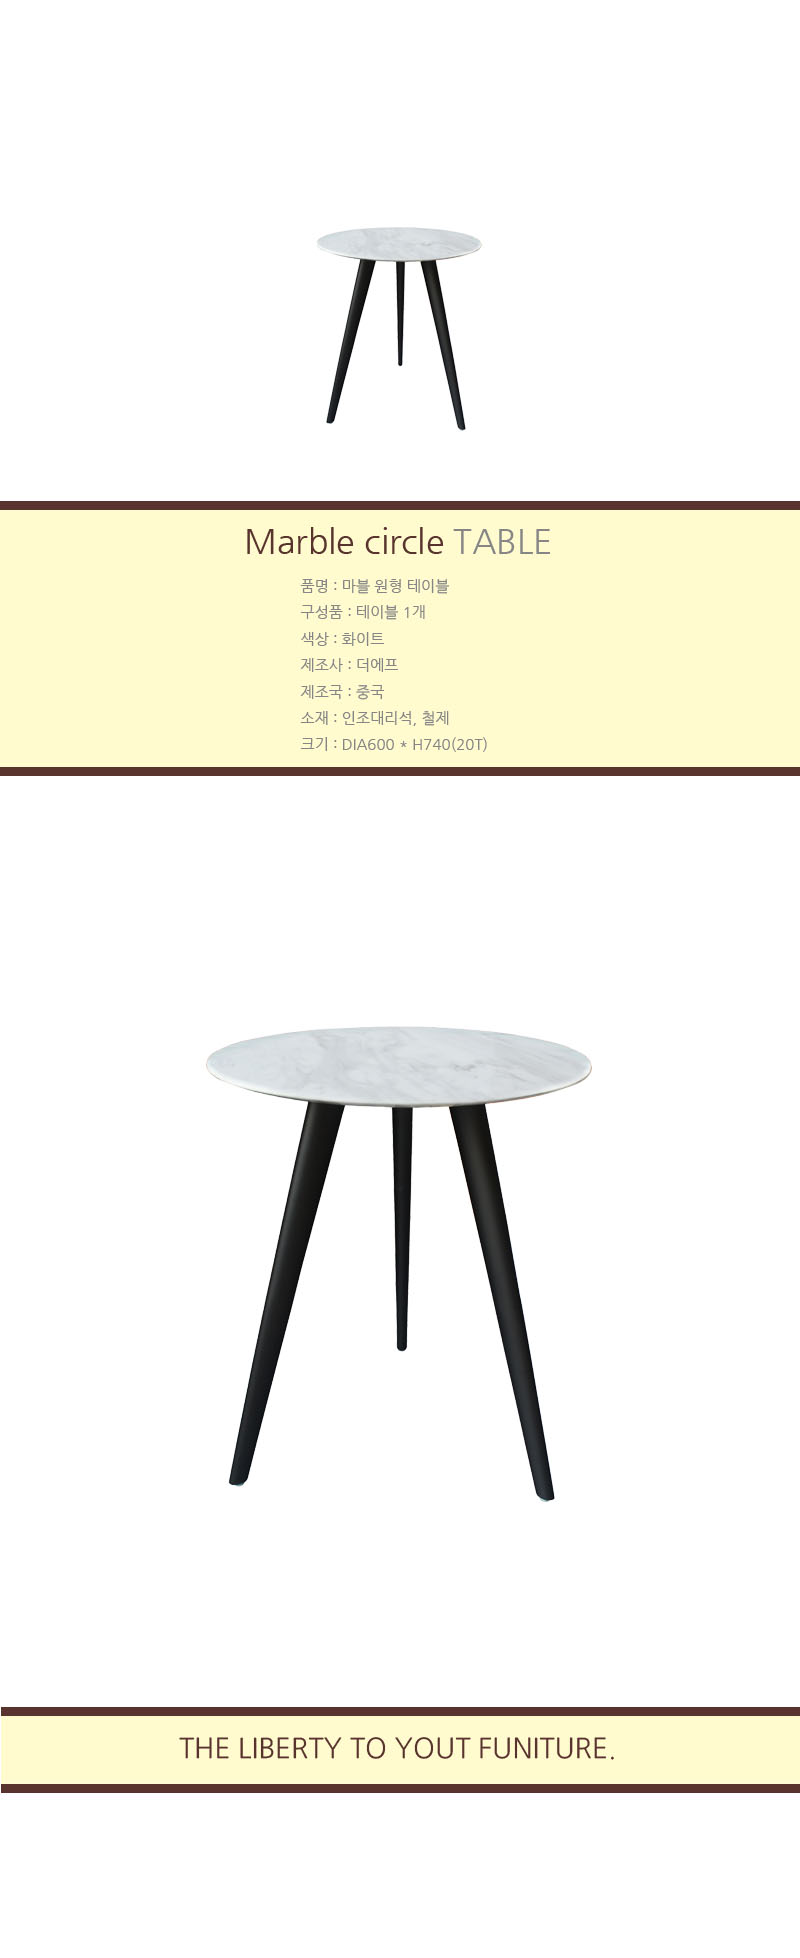 Marble circle TABLE
품명 : 마블 원형 테이블
구성품 : 테이블 1개
색상 : 화이트
제조사 : 더에프
제조국 : 중국
소재 : 인조대리석, 철제
크기 : DIA600 * H740(20T)
THE LIBERTY TO YOUT FUNITURE.